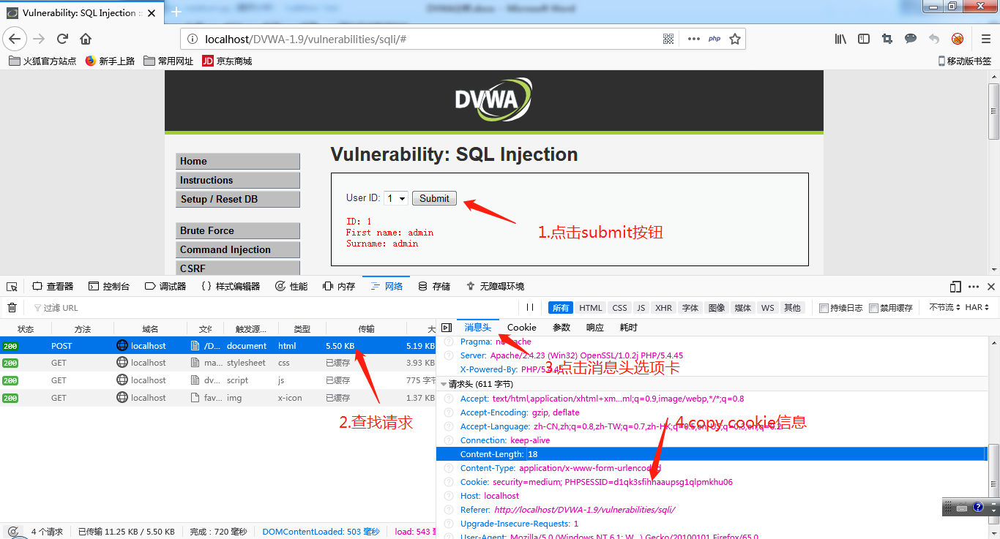 Vulnerability: SQL Injection ::
localhost/DVWA-1.9/vulnerabilities/sqli/#
php
火狐官方站点 新手上路 常用网址 JD 京东商城 移动版书签
DVWA
Home
Instructions
Setup / Reset DB
Brute Force
Command Injection
CSRF
Vulnerability: SQL Injection
User ID: 1 Submit
ID: 1
First name: admin
Surname: admin
1.点击submit按钮
查看器 控制台 调试器 {} 样式编辑器 性能 内存 网络 存储 无障碍环境
过滤 URL
所有 HTML CSS JS XHR 字体 图像 媒体 WS 其他 持续日志 禁用缓存 不节流 HAR
状态 方法 域名 文件 触发源... 类型 传输 大
200 POST localhost /D... document html 5.50 KB 5.19 KB
200 GET localhost ma... stylesheet css 已缓存 3.93 KB
200 GET localhost dv... script js 已缓存 775 字节
200 GET localhost fav... img x-icon 已缓存 1.37 KB
2.查找请求
消息头 Cookie 参数 响应 耗时
Pragma: no-cache
Server: Apache/2.4.23 (Win32) OpenSSL/1.0.2j PHP/5.4.45
X-Powered-By: PHP/5.4.45
3.点击消息头选项卡
请求头 (611 字节)
Accept: text/html,application/xhtml+xm...ml;q=0.9,image/webp,*/*;q=0.8
Accept-Encoding: gzip, deflate
Accept-Language: zh-CN,zh;q=0.8,zh-TW;q=0.7,zh-HK;q=0.5,en-US;q=0.3,en;q=0.2
4.copy cookie信息
Connection: keep-alive
Content-Length: 18
Content-Type: application/x-www-form-urlencoded
Cookie: security=medium; PHPSESSID=d1qk3sfihhaaupsg1qlpmkhu06
Host: localhost
Referer: http://localhost/DVWA-1.9/vulnerabilities/sqli/
Upgrade-Insecure-Requests: 1
User-Agent: Mozilla/5.0 (Windows NT 6.1; W...) Gecko/20100101 Firefox/65.0
4 个请求 已传输 11.25 KB / 5.50 KB 完成：720 毫秒 DOMContentLoaded: 503 毫秒 load: 543 毫